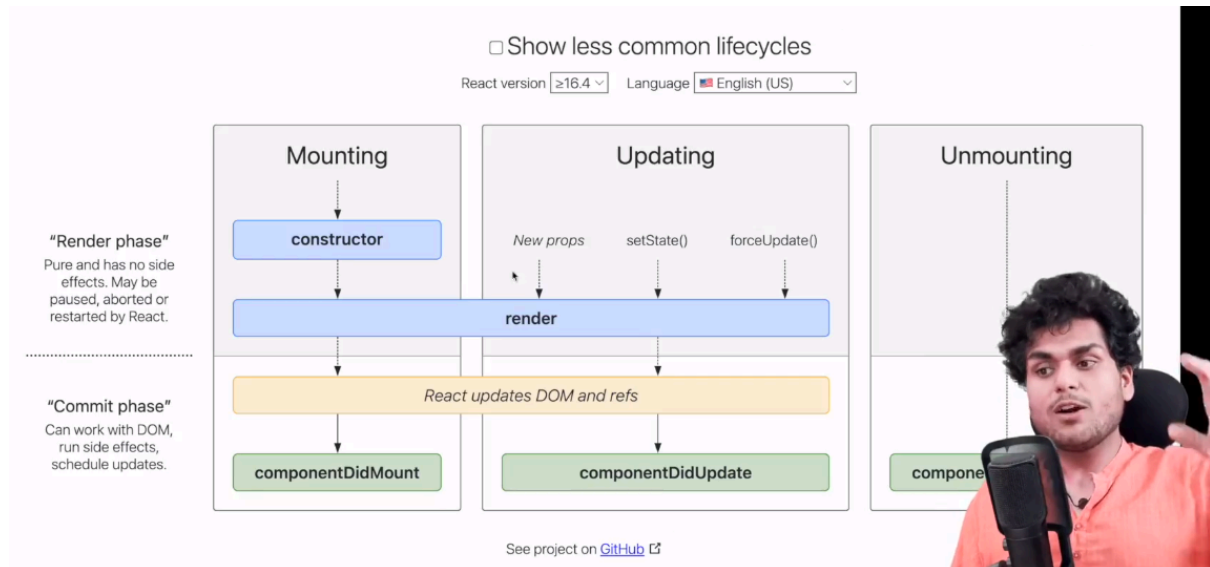 Show less common lifecycles
React version ≥16.4 Language English (US)
Mounting
Updating
Unmounting
"Render phase"
Pure and has no side
effects. May be
paused, aborted or
restarted by React.
constructor
New props
setState()
forceUpdate()
render
"Commit phase"
Can work with DOM,
run side effects,
schedule updates.
React updates DOM and refs
componentDidMount
componentDidUpdate
See project on GitHub